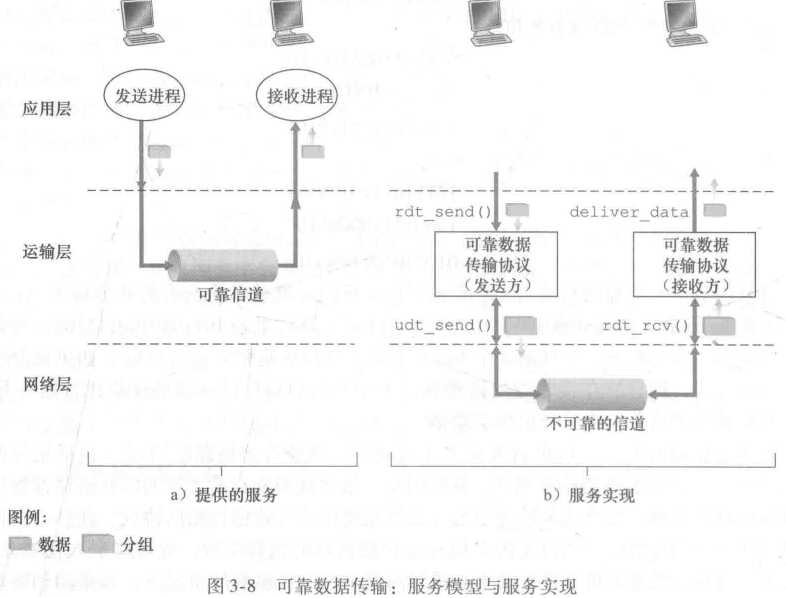 应用层
发送进程
接收进程
rdt_send()
deliver_data
运输层
可靠信道
可靠数据
传输协议
（发送方）
可靠数据
传输协议
（接收方）
udt_send()
rdt_rcv()
网络层
不可靠的信道
a）提供的服务
b）服务实现
图例：
数据 分组
图 3-8 可靠数据传输：服务模型与服务实现